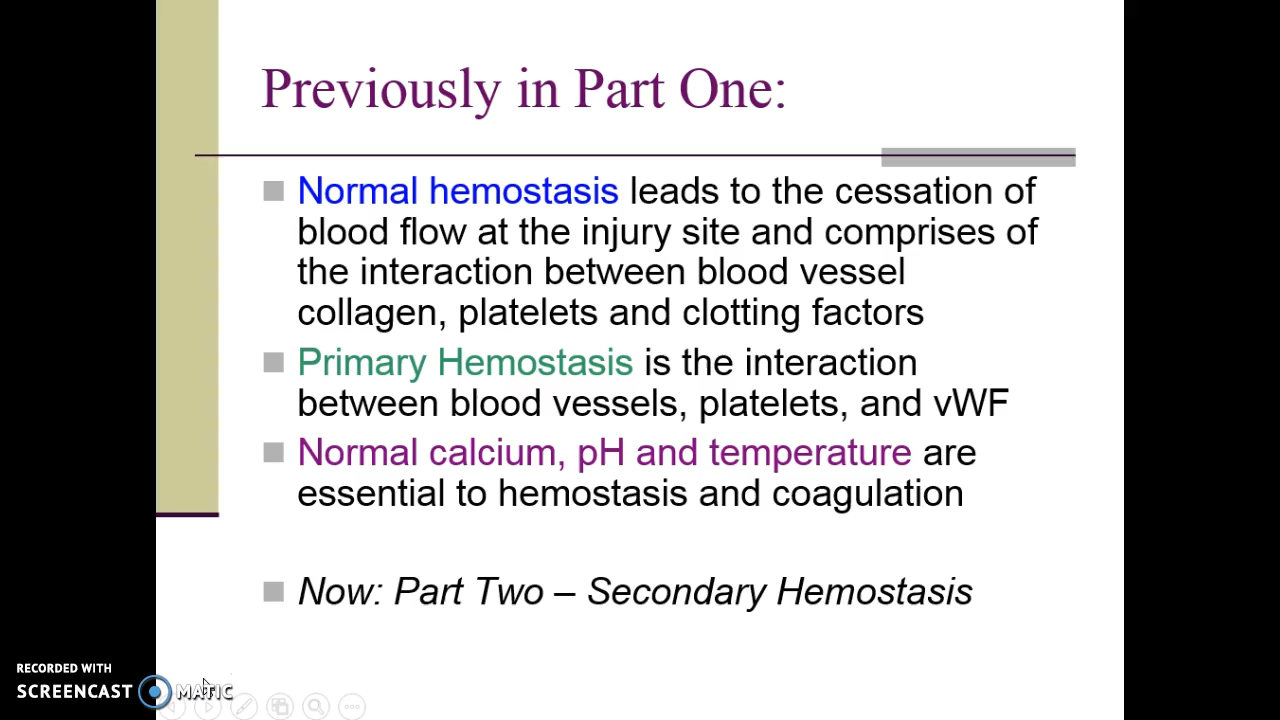 Previously in Part One:
Normal hemostasis leads to the cessation of
blood flow at the injury site and comprises of
the interaction between blood vessel
collagen, platelets and clotting factors
Primary Hemostasis is the interaction
between blood vessels, platelets, and vWF
Normal calcium, pH and temperature are
essential to hemostasis and coagulation
Now: Part Two – Secondary Hemostasis
RECORDED WITH
SCREENCAST MATIC